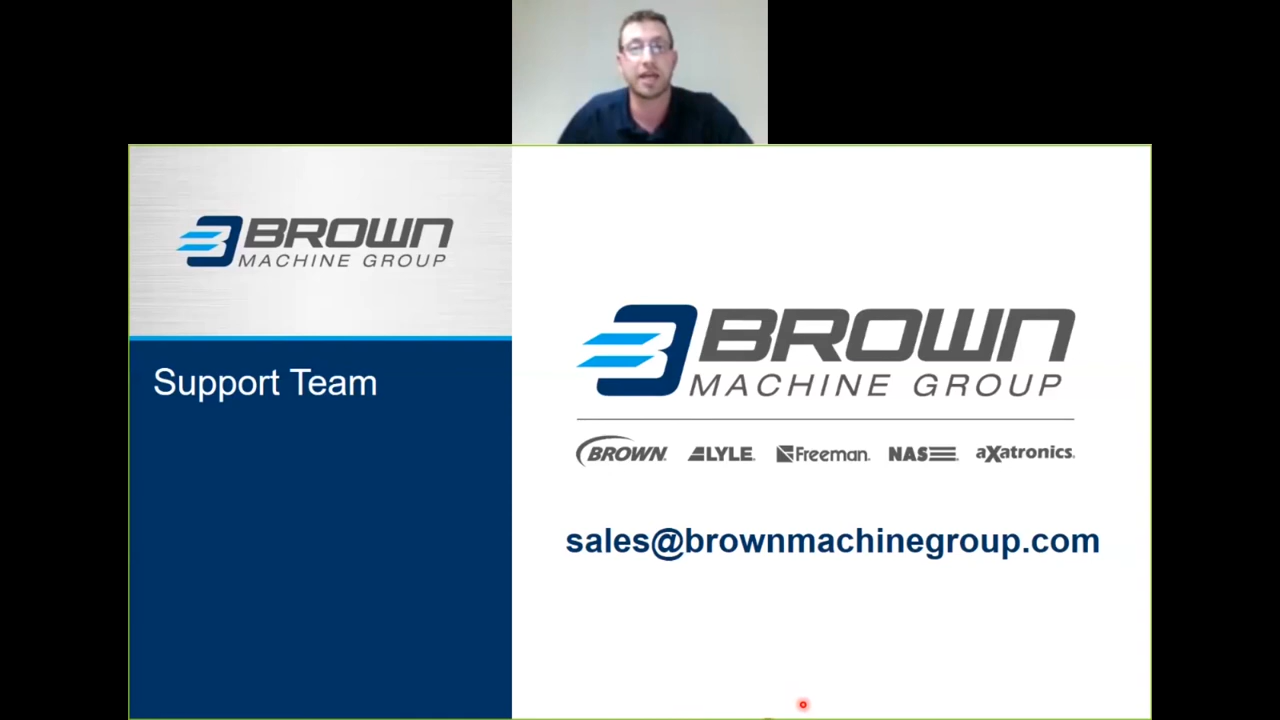 BROWN
MACHINE GROUP
Support Team
BROWN
MACHINE GROUP
BROWN. LYLE. Freeman. NAS. aXatronics.
sales@brownmachinegroup.com